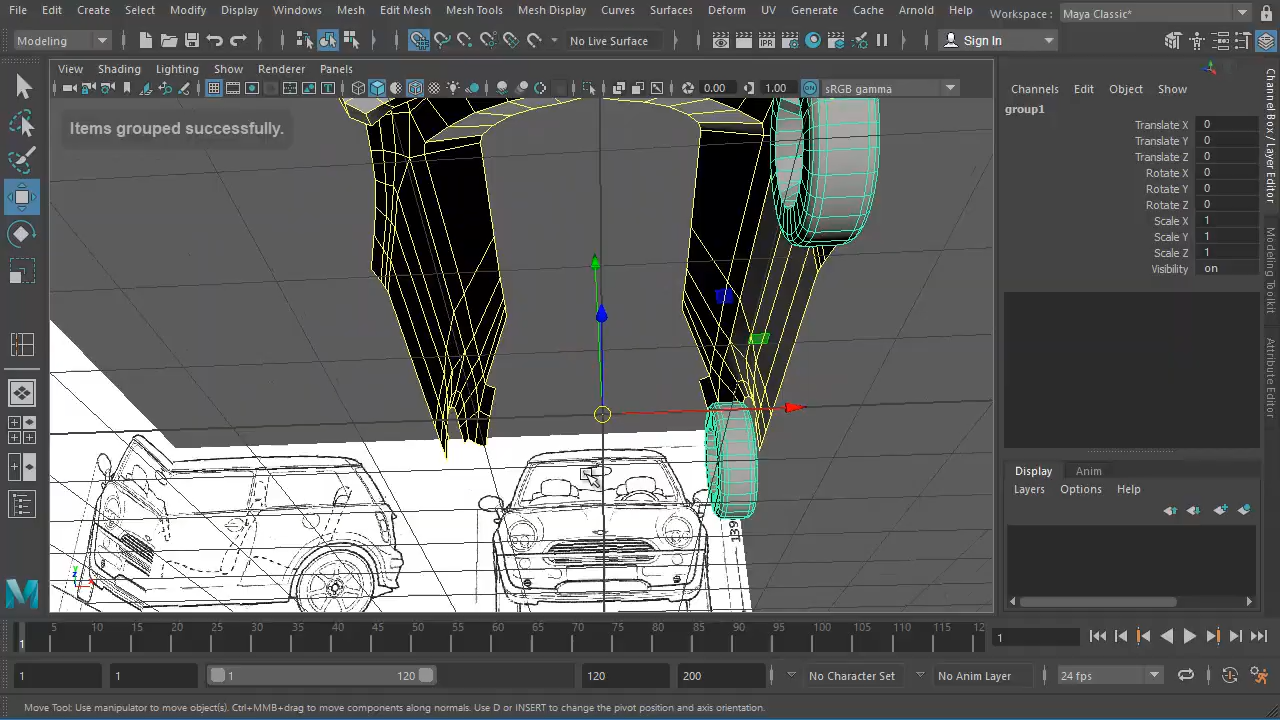 File Edit Create Select Modify Display Windows Mesh Edit Mesh Mesh Tools Mesh Display Curves Surfaces Deform UV Generate Cache Arnold Help Workspace: Maya Classic*
Modeling No Live Surface Sign In
View Shading Lighting Show Renderer Panels
0.00 1.00 sRGB gamma
Items grouped successfully.
Channels Edit Object Show
group1
Translate X 0
Translate Y 0
Translate Z 0
Rotate X 0
Rotate Y 0
Rotate Z 0
Scale X 1
Scale Y 1
Scale Z 1
Visibility on
Channel Box / Layer Editor
Modeling Toolkit
Attribute Editor
Display Anim
Layers Options Help
5 10 15 20 25 30 35 40 45 50 55 60 65 70 75 80 85 90 95 100 105 110 115 12
1 1
1 1 1 120 120 200 No Character Set No Anim Layer 24 fps
Move Tool: Use manipulator to move object(s). Ctrl+MMB+drag to move components along normals. Use D or INSERT to change the pivot position and axis orientation.